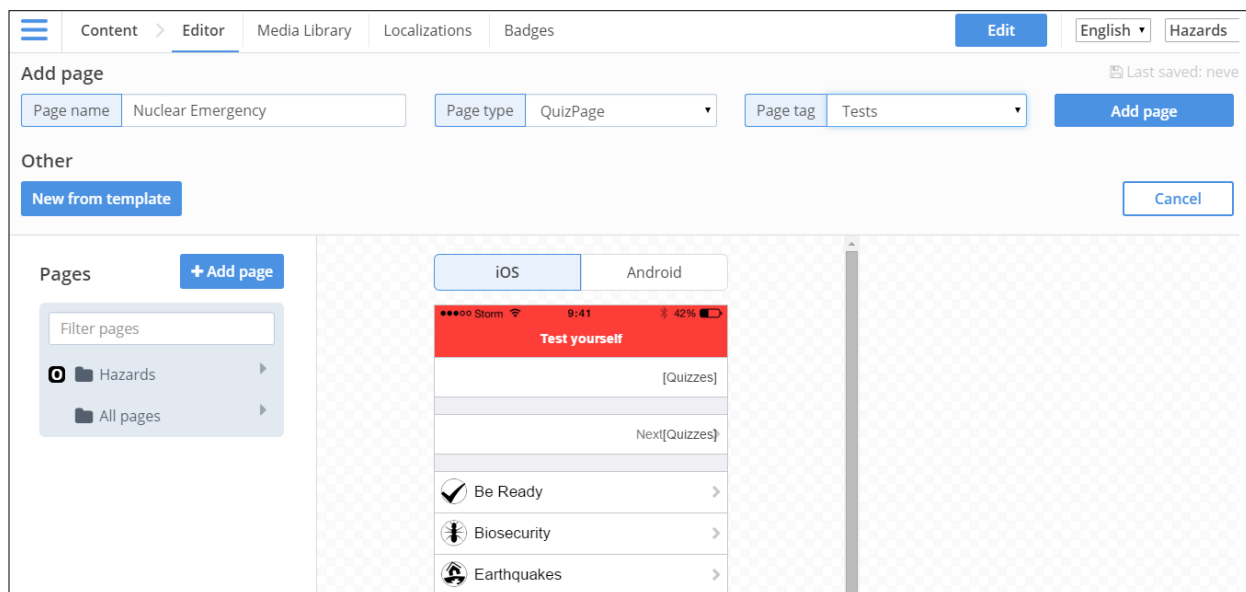 Content > Editor Media Library Localizations Badges Edit English Hazards
Add page
Last saved: neve
Page name Nuclear Emergency Page type QuizPage Page tag Tests Add page
Other
New from template Cancel
Pages + Add page
Filter pages
Hazards
All pages
iOS Android
Storm 9:41 42%
Test yourself
[Quizzes]
Next[Quizzes]
Be Ready
Biosecurity
Earthquakes